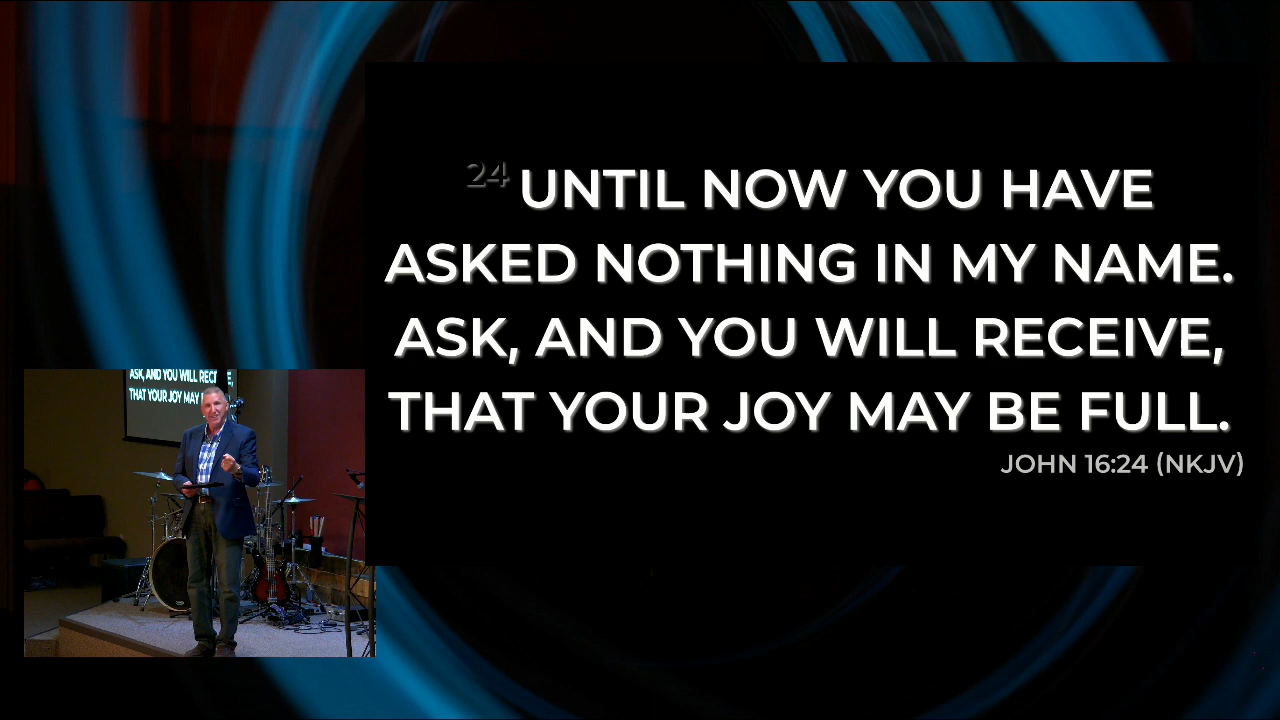 24 UNTIL NOW YOU HAVE
ASKED NOTHING IN MY NAME.
ASK, AND YOU WILL RECEIVE,
THAT YOUR JOY MAY BE FULL.
JOHN 16:24 (NKJV)
ASK, AND YOU WILL
THAT YOUR JOY MAY